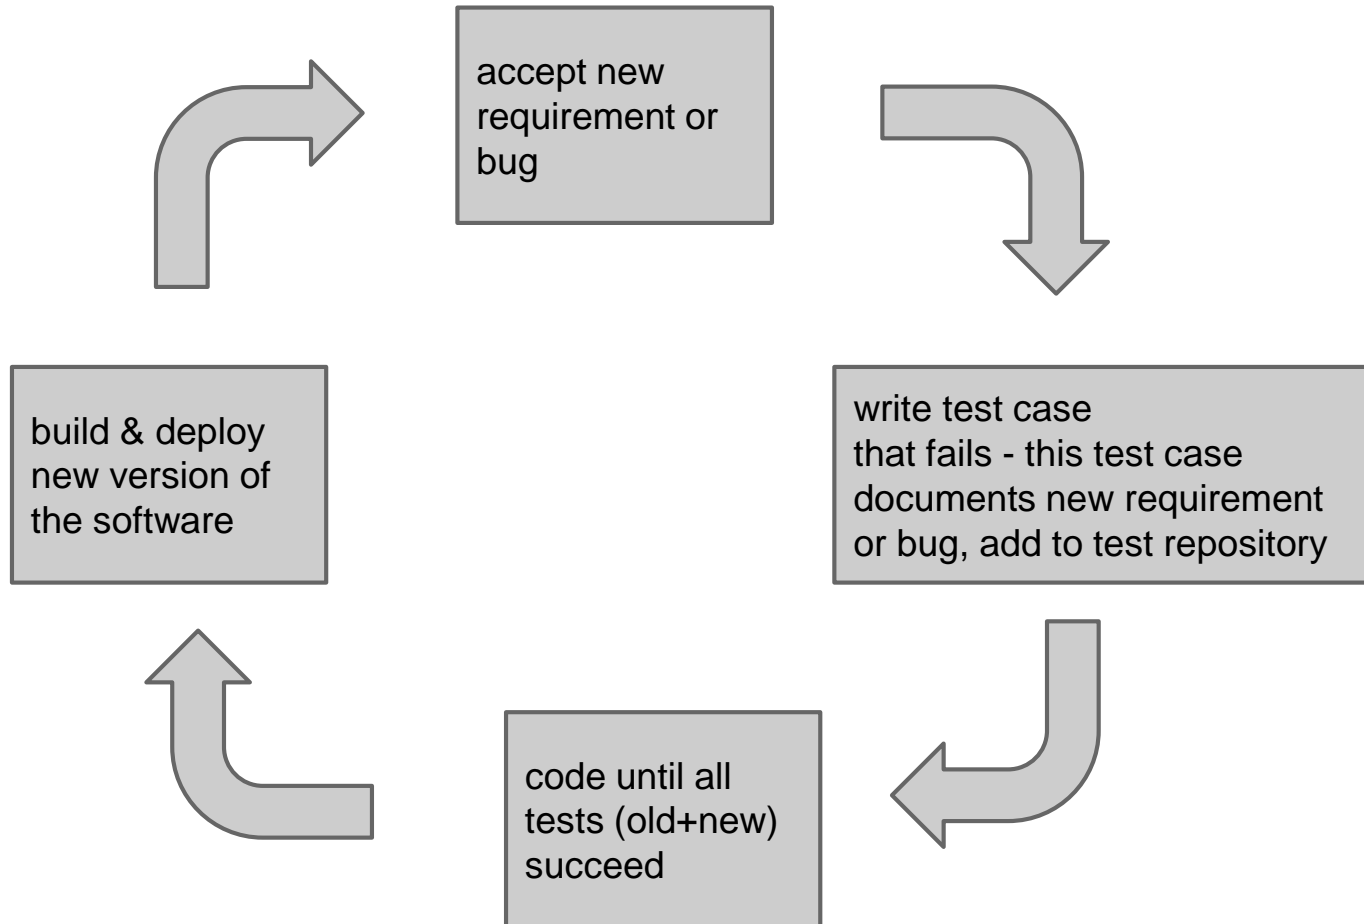 accept new
requirement or
bug
write test case
that fails - this test case
documents new requirement
or bug, add to test repository
code until all
tests (old+new)
succeed
build & deploy
new version of
the software